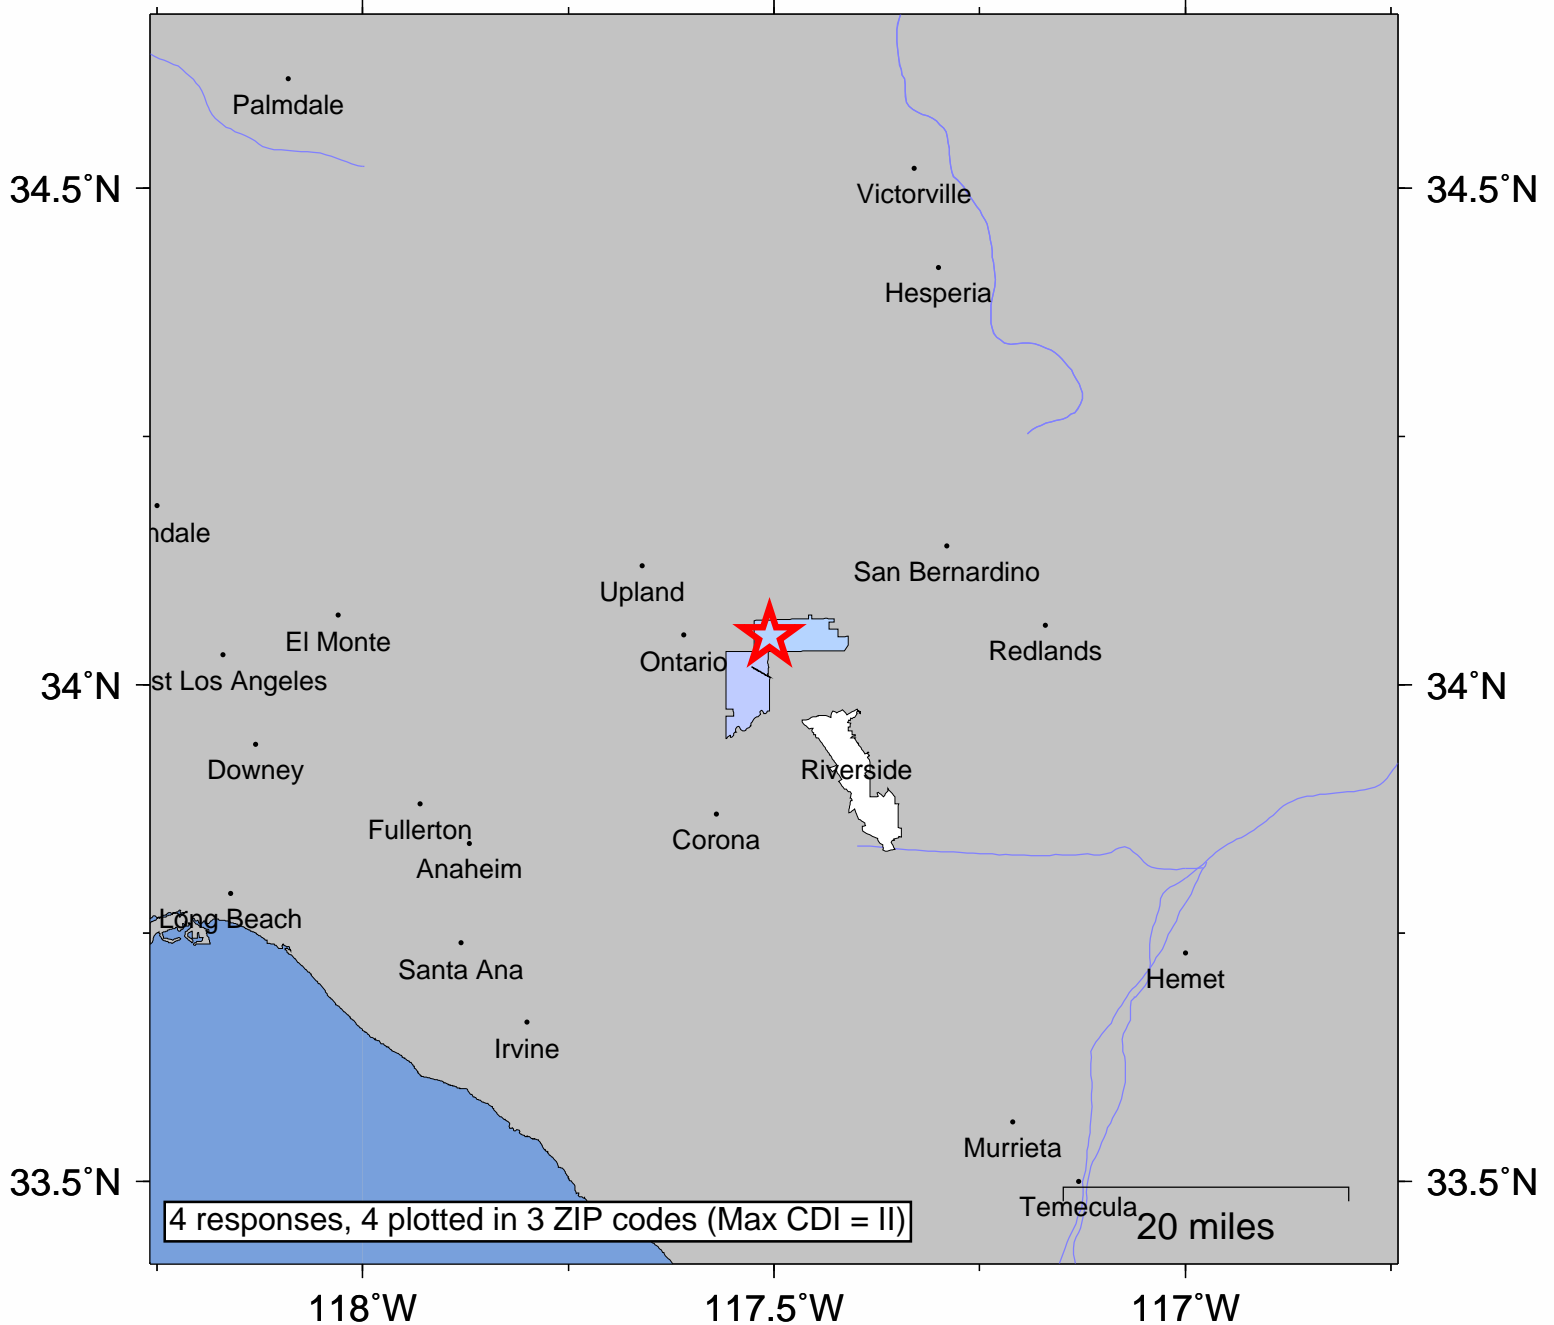 Palmdale
34.5°N
34.5°N
Victorville
Hesperia
ndale
San Bernardino
Upland
El Monte
Redlands
Ontario
st Los Angeles
34°N
34°N
Downey
Riverside
Fullerton
Corona
Anaheim
Long Beach
Santa Ana
Hemet
Irvine
Murrieta
33.5°N
33.5°N
Temecula
4 responses, 4 plotted in 3 ZIP codes (Max CDI = II)
20 miles
118°W
117.5°W
117°W